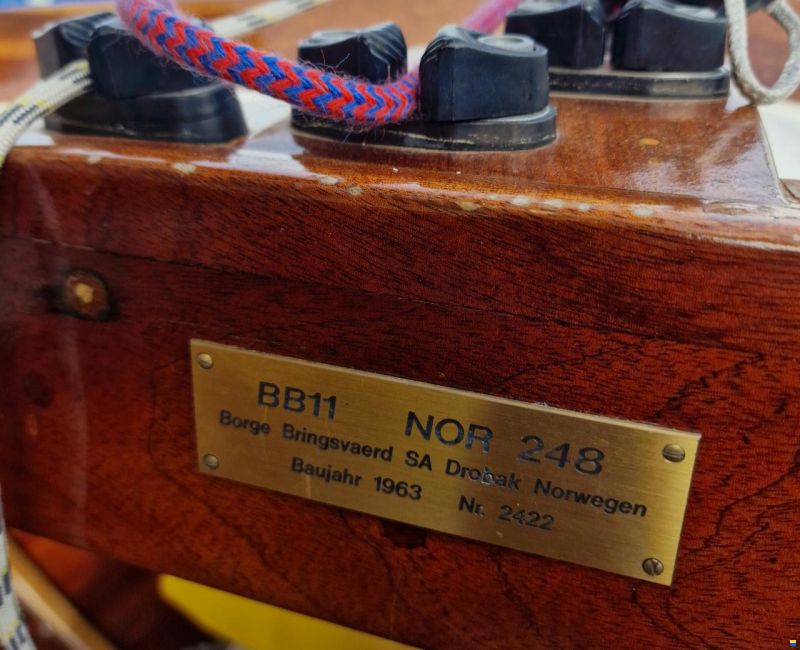 BB11 NOR 248
Borge Bringsvaerd SA Drobak Norwegen
Baujahr 1963 Nr. 2422